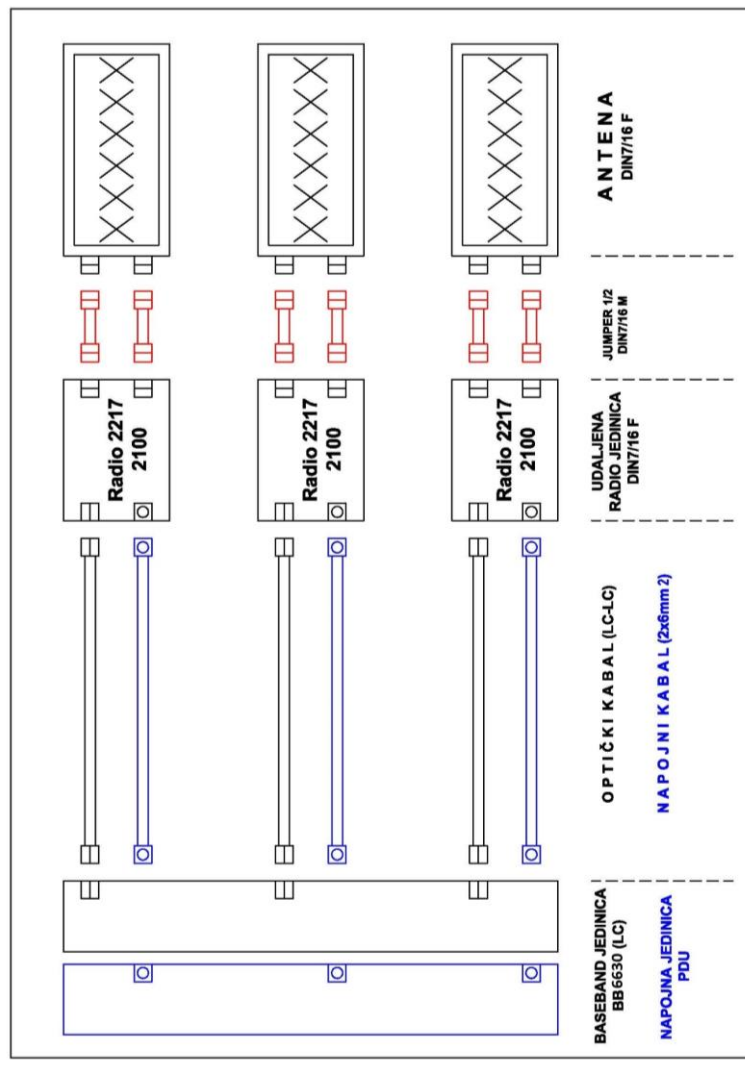 Radio 2217
2100
Radio 2217
2100
Radio 2217
2100
A N T E N A
DIN7/16 F
JUMPER 1/2
DIN7/16 M
UDALJENA
RADIO JEDINICA
DIN7/16 F
O P T I Č K I K A B A L (LC-LC)
N A P O J N I K A B A L (2x6mm2)
BASEBAND JEDINICA
BB6630 (LC)
NAPOJNA JEDINICA
PDU